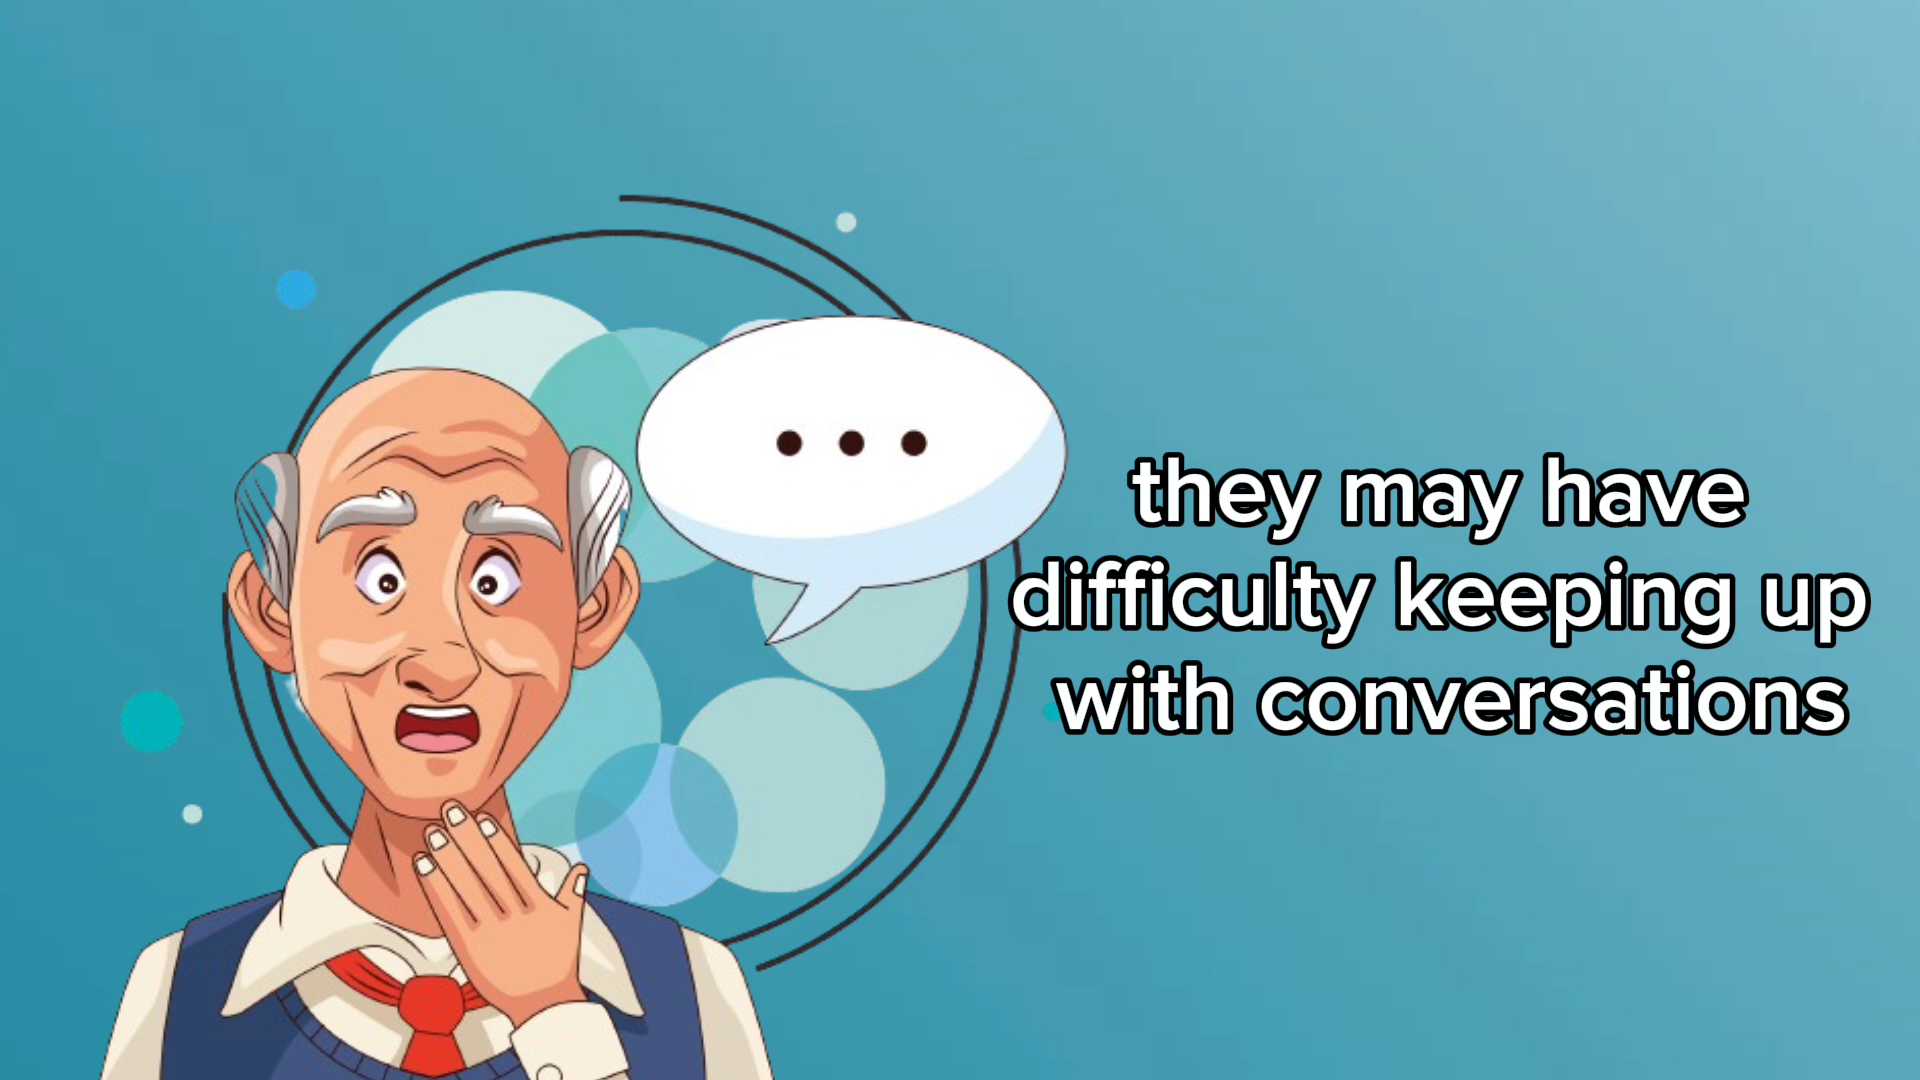 ...
they may have
difficulty keeping up
with conversations